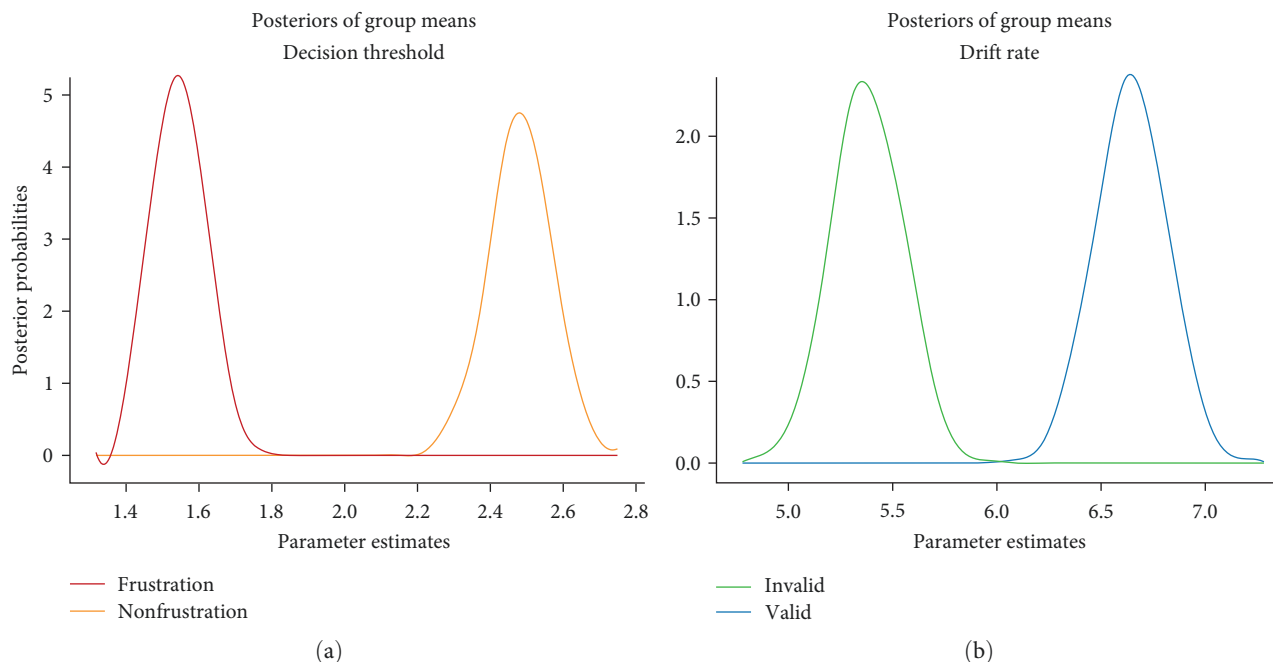 Posteriors of group means
Decision threshold
5
4
3
2
1
0
Posterior probabilities
1.4 1.6 1.8 2.0 2.2 2.4 2.6 2.8
Parameter estimates
Frustration
Nonfrustration
(a)
Posteriors of group means
Drift rate
2.0
1.5
1.0
0.5
0.0
5.0 5.5 6.0 6.5 7.0
Parameter estimates
Invalid
Valid
(b)